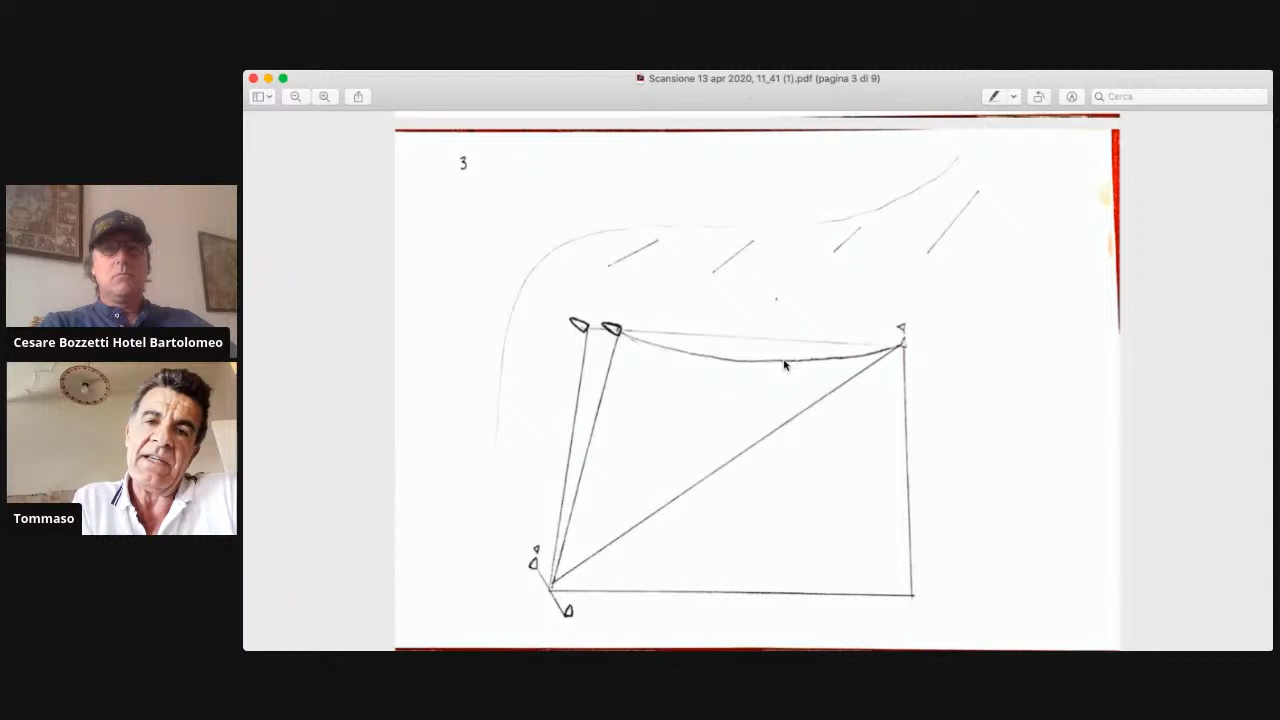 Scansione 13 apr 2020, 11_41 (1).pdf (pagina 3 di 9)
Cerca
3
Cesare Bozzetti Hotel Bartolomeo
Tommaso